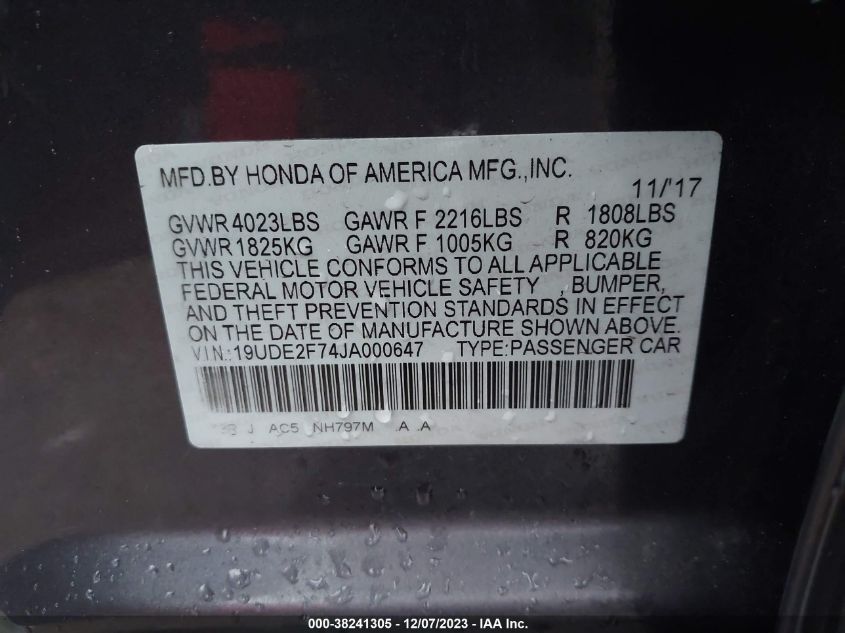 MFD.BY HONDA OF AMERICA MFG.,INC.
11/'17
GVWR 4023LBS GAWR F 2216LBS R 1808LBS
GVWR 1825KG GAWR F 1005KG R 820KG
THIS VEHICLE CONFORMS TO ALL APPLICABLE
FEDERAL MOTOR VEHICLE SAFETY , BUMPER,
AND THEFT PREVENTION STANDARDS IN EFFECT
ON THE DATE OF MANUFACTURE SHOWN ABOVE.
VIN.:19UDE2F74JA000647 TYPE:PASSENGER CAR
J AC5 NH797M .A .A
000-38241305 - 12/07/2023 - IAA Inc.